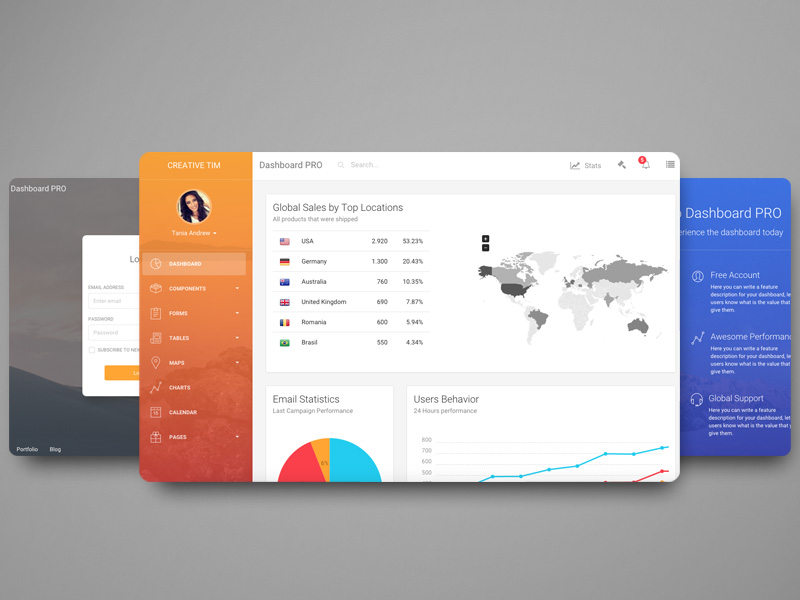 Dashboard PRO
Lo
EMAIL ADDRESS
Enter email
PASSWORD
Password
SUBSCRIBE TO NE
Portfolio
Blog
CREATIVE TIM
Tania Andrew
DASHBOARD
COMPONENTS
FORMS
TABLES
MAPS
CHARTS
CALENDAR
PAGES
Dashboard PRO
Search...
Stats
5
Global Sales by Top Locations
All products that were shipped
USA 2.920 53.23%
Germany 1.300 20.43%
Australia 760 10.35%
United Kingdom 690 7.87%
Romania 600 5.94%
Brasil 550 4.34%
+
-
Email Statistics
Last Campaign Performance
6%
Users Behavior
24 Hours performance
800
700
600
500
Dashboard PRO
erience the dashboard today
Free Account
Here you can write a feature
description for your dashboard, le
users know what is the value that
give them.
Awesome Performan
Here you can write a feature
description for your dashboard, le
users know what is the value that y
give them.
Global Support
Here you can write a feature
description for your dashboard, let
users know what is the value that y
give them.